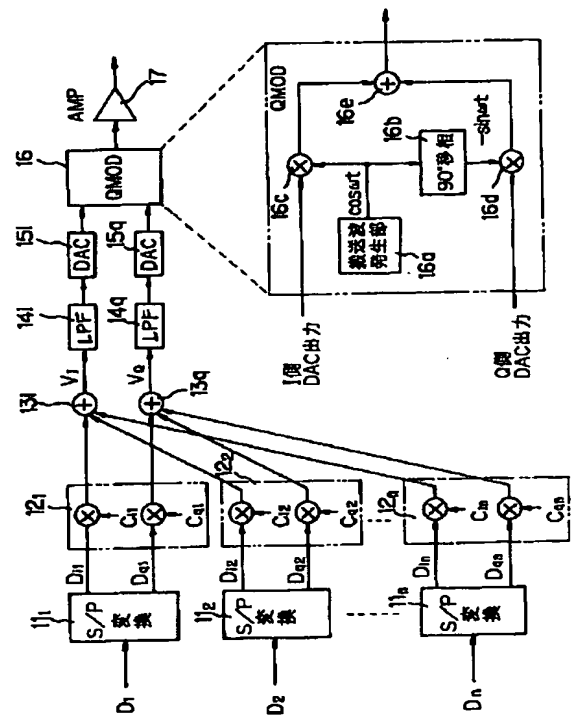 AMP
17
16
QMOD
15i
DAC
15q
DAC
14i
LPF
14q
LPF
VI
VQ
13i
13q
121
Di1
Dq1
Ci1
Cq1
111
S/P
変換
D1
122
Di2
Dq2
Ci2
Cq2
112
S/P
変換
D2
12n
Din
Dqn
Cin
Cqn
11n
S/P
変換
Dn
QMOD
16e
16c
16b
90°移相
cosωt
-sinωt
搬送波
発生部
16a
16d
I側
DAC出力
Q側
DAC出力